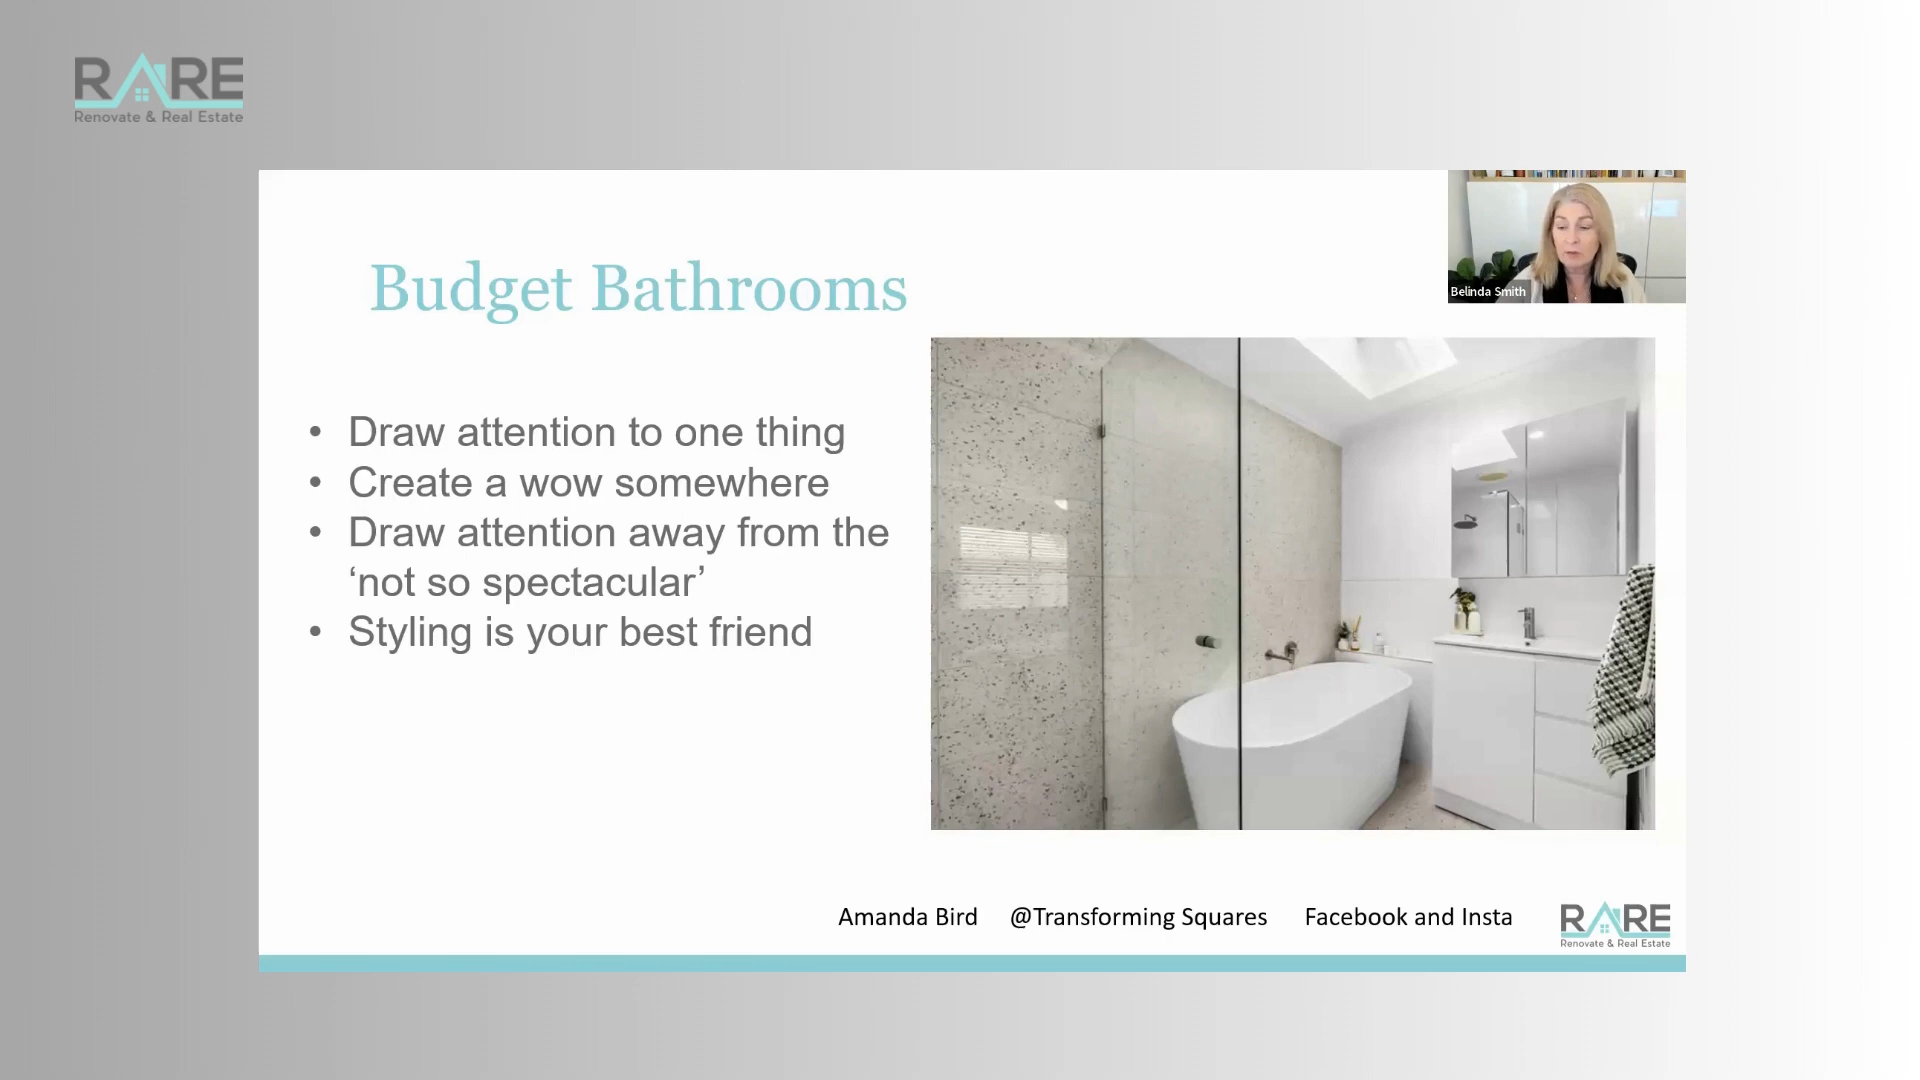 RARE
Renovate & Real Estate
Belinda Smith
Budget Bathrooms
• Draw attention to one thing
• Create a wow somewhere
• Draw attention away from the
‘not so spectacular’
• Styling is your best friend
Amanda Bird @Transforming Squares Facebook and Insta
RARE
Renovate & Real Estate